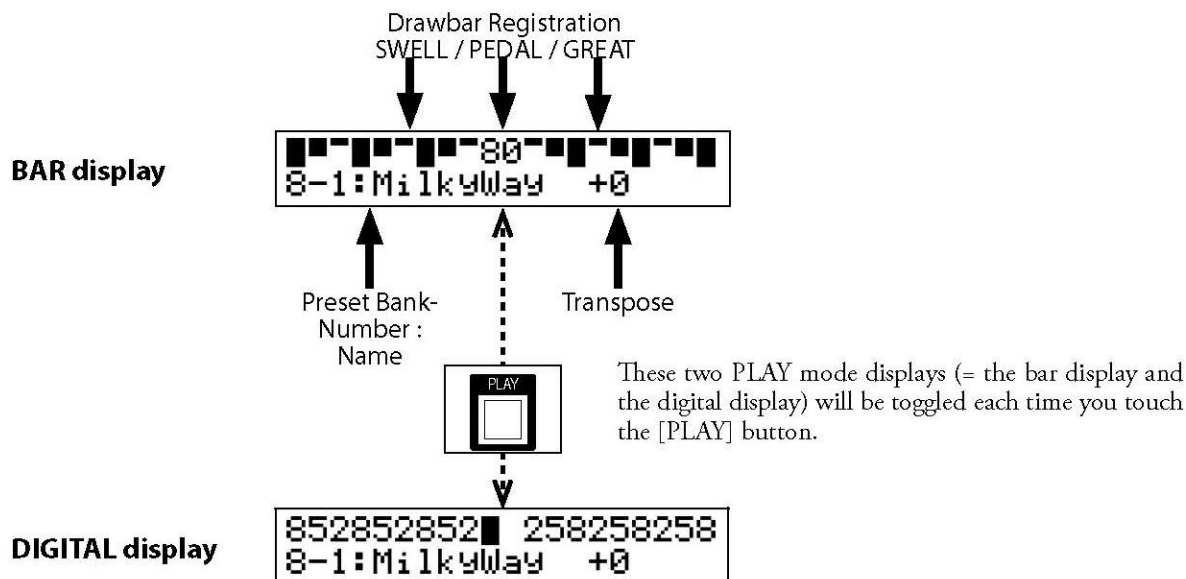 Drawbar Registration
SWELL / PEDAL / GREAT
BAR display
80
8-1:MilkyWay +0
Preset Bank-
Number :
Name
Transpose
PLAY
These two PLAY mode displays (= the bar display and
the digital display) will be toggled each time you touch
the [PLAY] button.
DIGITAL display
852852852 258258258
8-1:MilkyWay +0